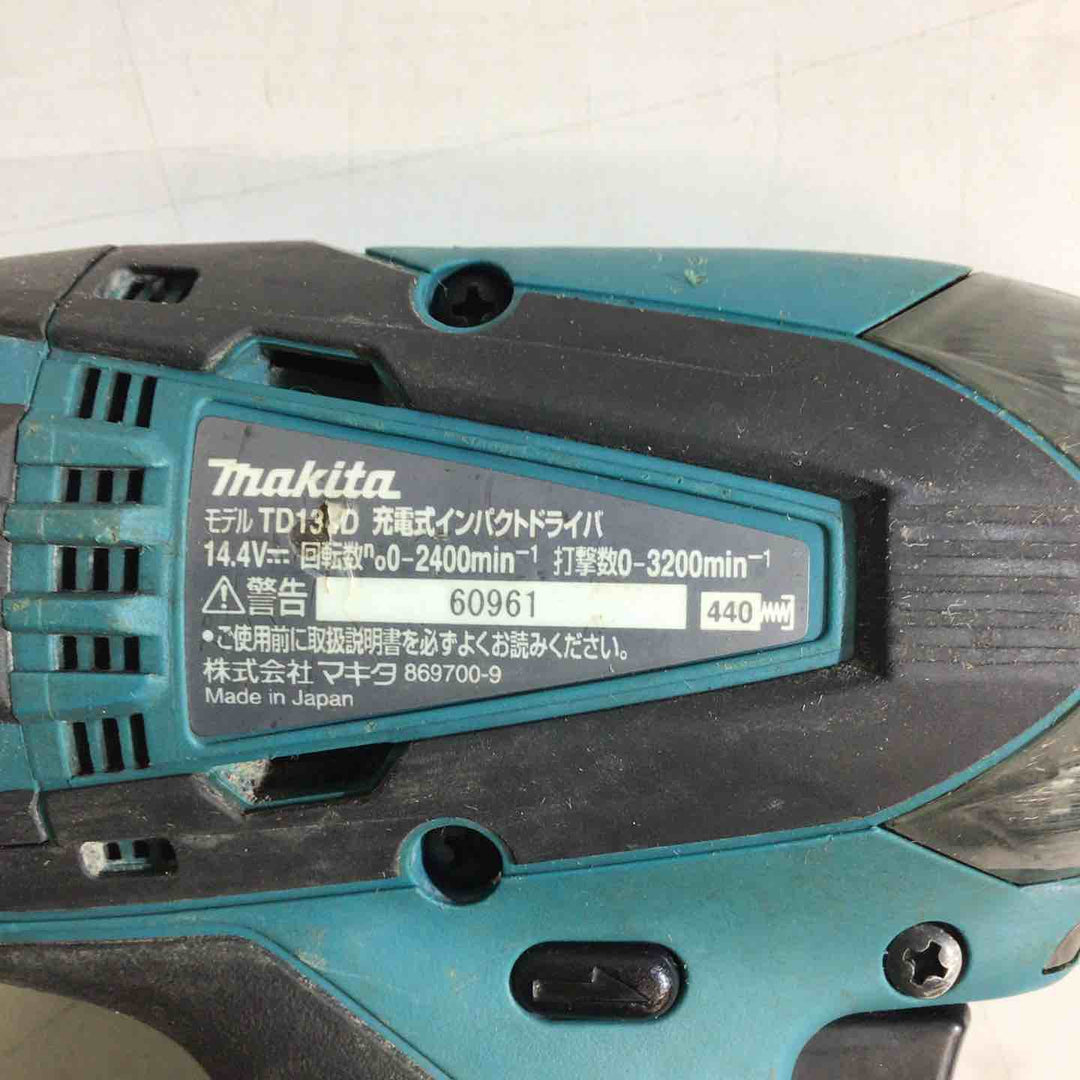 makita
モデル 充電式インパクトドライバ
14.4V⎓ 回転数n₀0-2400min⁻¹ 打撃数0-3200min⁻¹
⚠警告 60961 440
•ご使用前に取扱説明書を必ずよくお読みください。
株式会社 マキタ 869700-9
Made in Japan